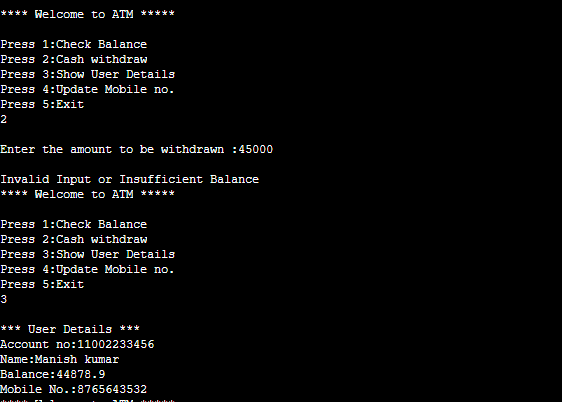 **** Welcome to ATM *****
Press 1:Check Balance
Press 2:Cash withdraw
Press 3:Show User Details
Press 4:Update Mobile no.
Press 5:Exit
2
Enter the amount to be withdrawn :45000
Invalid Input or Insufficient Balance
**** Welcome to ATM *****
Press 1:Check Balance
Press 2:Cash withdraw
Press 3:Show User Details
Press 4:Update Mobile no.
Press 5:Exit
3
*** User Details ***
Account no:11002233456
Name:Manish kumar
Balance:44878.9
Mobile No.:8765643532